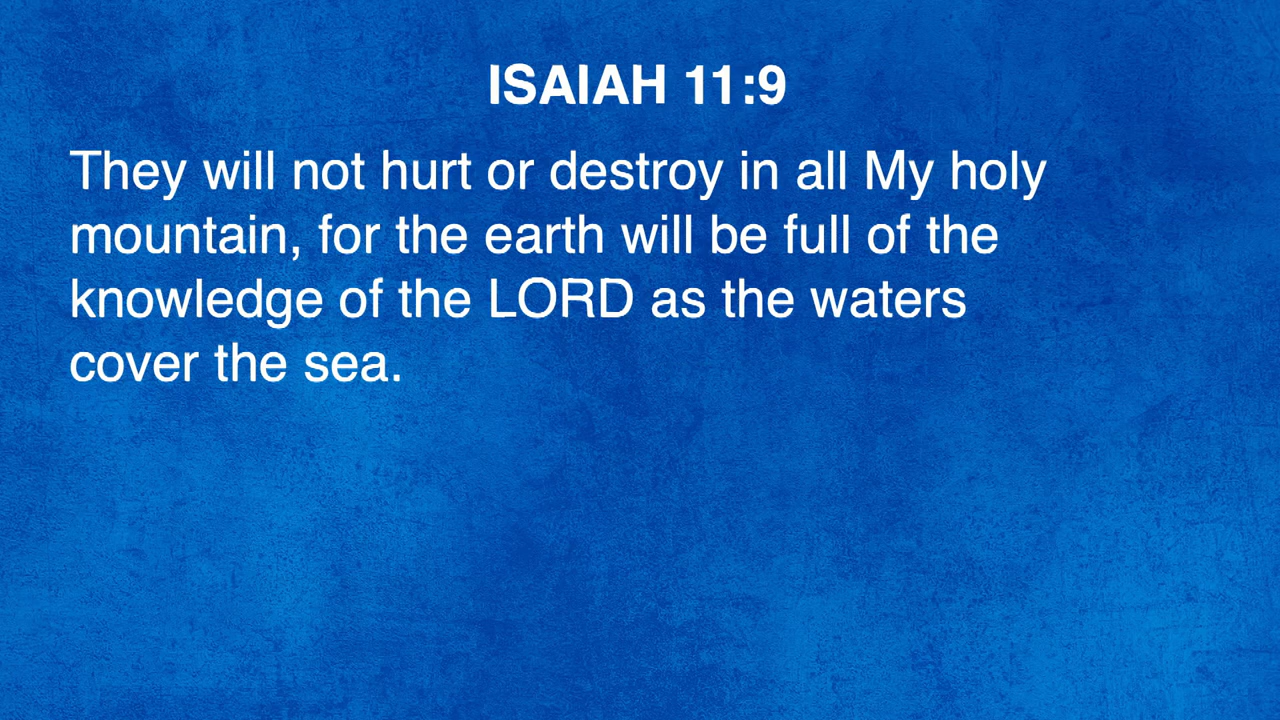 ISAIAH 11:9
They will not hurt or destroy in all My holy
mountain, for the earth will be full of the
knowledge of the LORD as the waters
cover the sea.